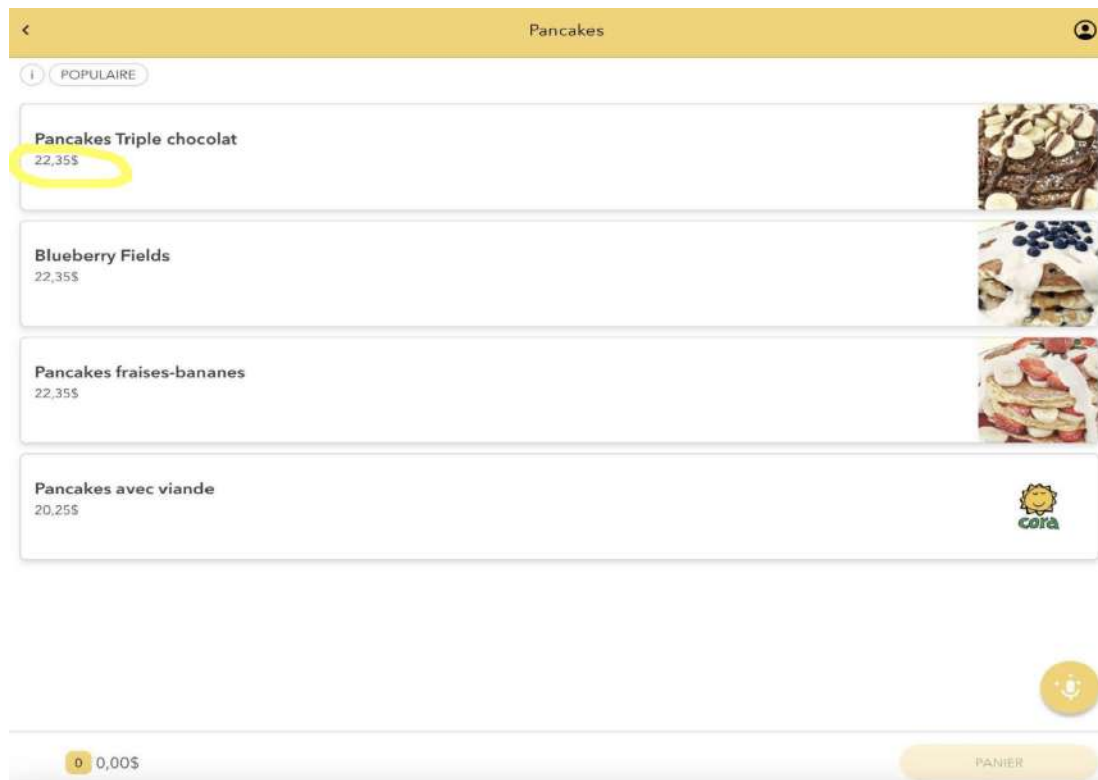 Pancakes
i POPULAIRE
Pancakes Triple chocolat
22,35$
Blueberry Fields
22,35$
Pancakes fraises-bananes
22,35$
Pancakes avec viande
20,25$
cora
0 0,00$
PANIER